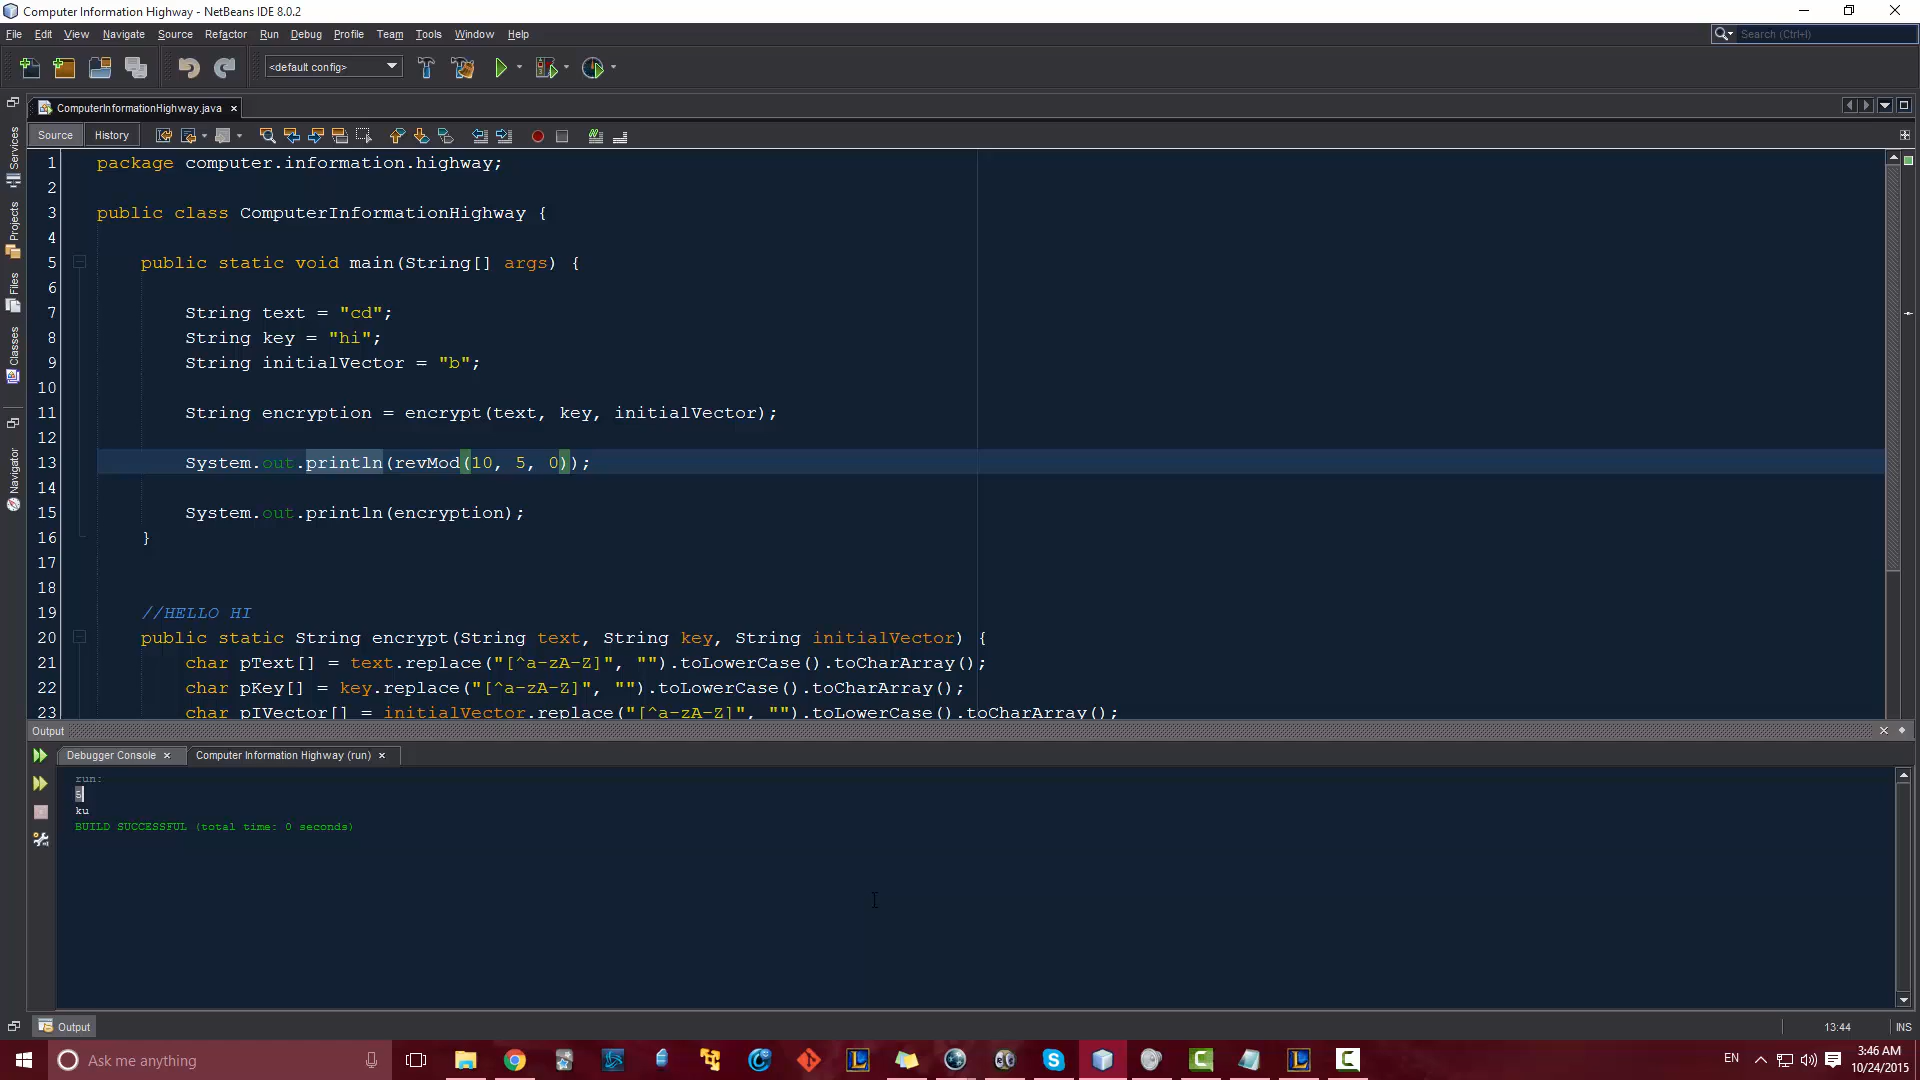 Computer Information Highway - NetBeans IDE 8.0.2
File Edit View Navigate Source Refactor Run Debug Profile Team Tools Window Help
Search (Ctrl+I)
<default config>
ComputerInformationHighway.java
Source History
Services
Projects
Files
Classes
Navigator
1 package computer.information.highway;
2
3 public class ComputerInformationHighway {
4
5 public static void main(String[] args) {
6
7 String text = "cd";
8 String key = "hi";
9 String initialVector = "b";
10
11 String encryption = encrypt(text, key, initialVector);
12
13 System.out.println(revMod(10, 5, 0));
14
15 System.out.println(encryption);
16 }
17
18
19 //HELLO HI
20 public static String encrypt(String text, String key, String initialVector) {
21 char pText[] = text.replace("[^a-zA-Z]", "").toLowerCase().toCharArray();
22 char pKey[] = key.replace("[^a-zA-Z]", "").toLowerCase().toCharArray();
23 char pIVector[] = initialVector.replace("[^a-zA-Z]", "").toLowerCase().toCharArray();
Output
Debugger Console Computer Information Highway (run)
run:
5
ku
BUILD SUCCESSFUL (total time: 0 seconds)
Output
13:44 INS
Ask me anything
EN
3:46 AM
10/24/2015